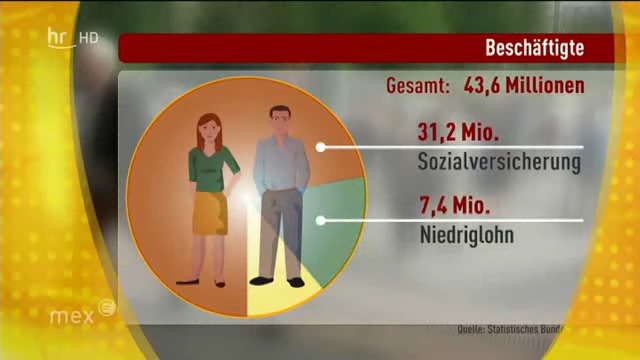 hr HD
Beschäftigte
Gesamt: 43,6 Millionen
31,2 Mio.
Sozialversicherung
7,4 Mio.
Niedriglohn
mex
Quelle: Statistisches